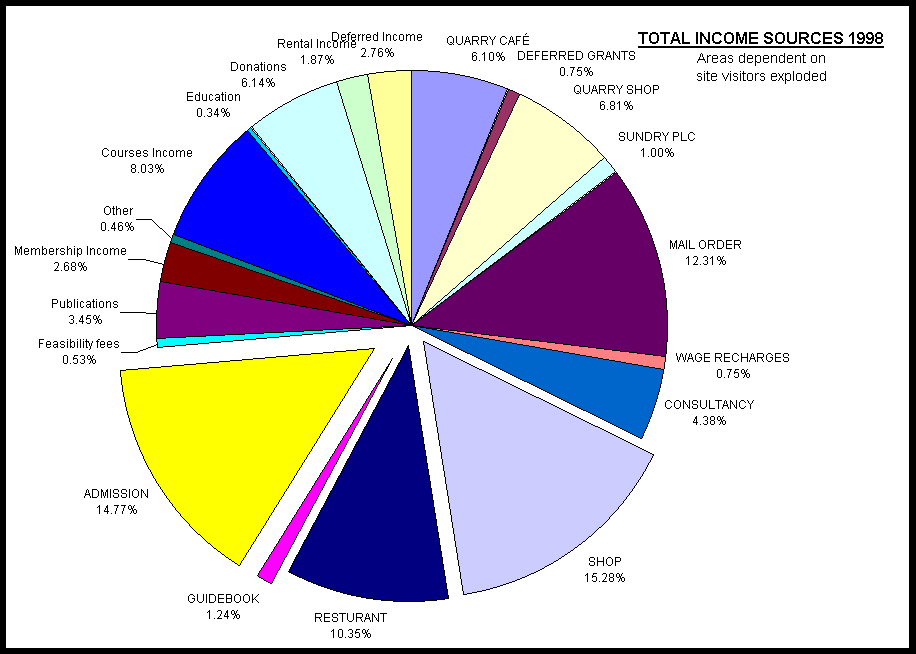 TOTAL INCOME SOURCES 1998
Areas dependent on
site visitors exploded
QUARRY CAFÉ
6.10%
DEFERRED GRANTS
0.75%
QUARRY SHOP
6.81%
SUNDRY PLC
1.00%
MAIL ORDER
12.31%
WAGE RECHARGES
0.75%
CONSULTANCY
4.38%
SHOP
15.28%
RESTURANT
10.35%
GUIDEBOOK
1.24%
ADMISSION
14.77%
Feasibility fees
0.53%
Publications
3.45%
Membership Income
2.68%
Other
0.46%
Courses Income
8.03%
Education
0.34%
Donations
6.14%
Rental Income
1.87%
Deferred Income
2.76%